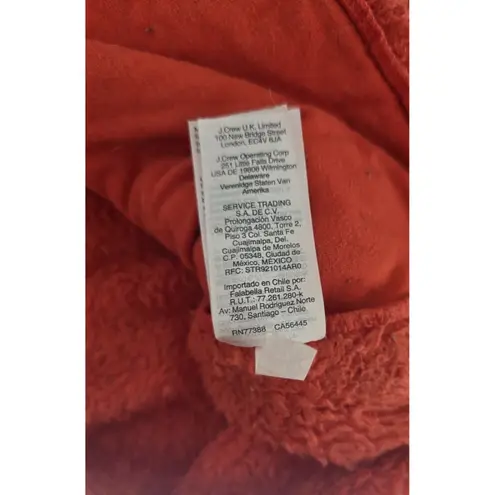 J.Crew U.K. Limited
100 New Bridge Street
London, EC4V 6JA
J.Crew Operating Corp
251 Little Falls Drive
USA DE 19808 Wilmington
Delaware
Verenidge Staten Van
Amerika
SERVICE TRADING
S.A. DE C.V.
Prolongación Vasco
de Quiroga 4800, Torre 2,
Piso 3 Col. Santa Fe
Cuajimalpa, Del.
Cuajimalpa de Morelos
C.P. 05348, Ciudad de
México, MÉXICO
RFC: STR921014AR0
Importado en Chile por:
Falabella Retail S.A.
R.U.T.: 77.261.280-k
Av: Manuel Rodriguez Norte
730, Santiago – Chile
RN77388 CA56445